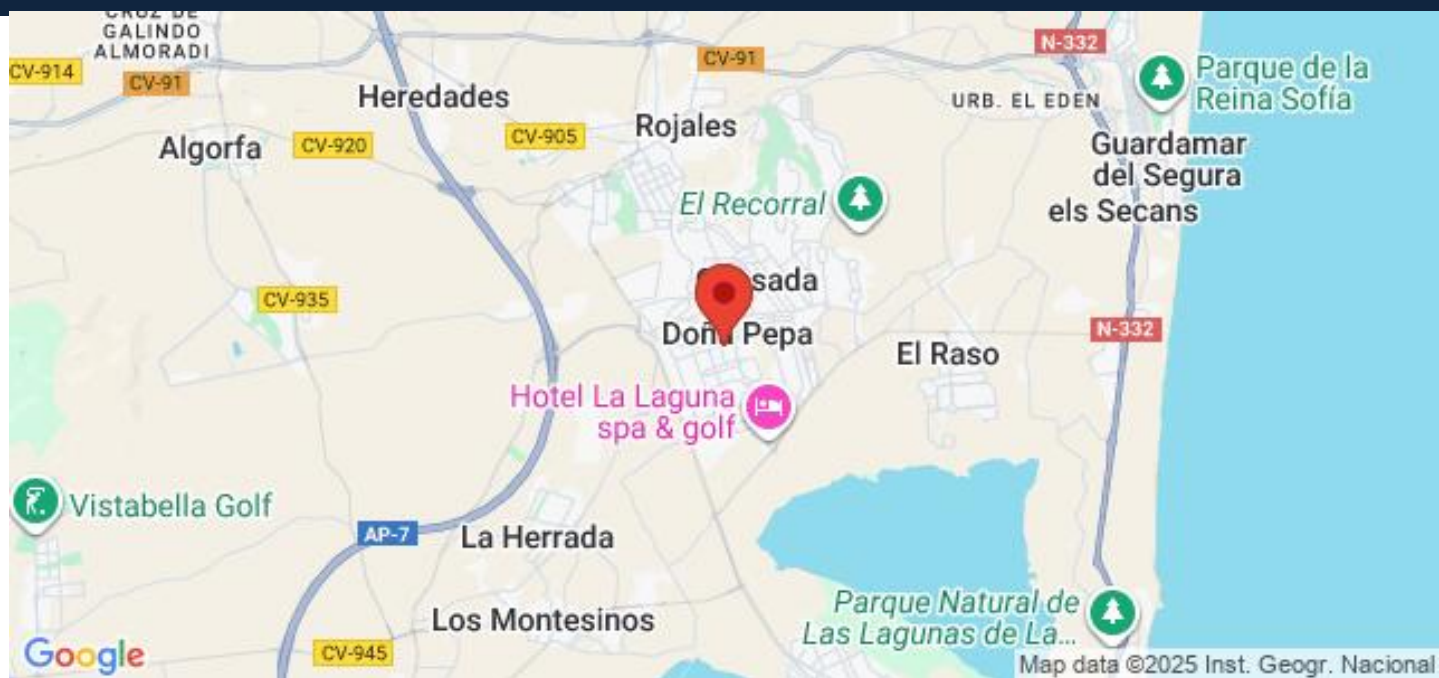 CRUZ DE
GALINDO
ALMORADI
CV-914
CV-91
Heredades
Algorfa
CV-920
CV-905
Rojales
CV-91
N-332
URB. EL EDEN
Parque de la
Reina Sofía
Guardamar
del Segura
els Secans
El Recorral
sada
Doña Pepa
CV-935
N-332
El Raso
Hotel La Laguna
spa & golf
Vistabella Golf
AP-7
La Herrada
Los Montesinos
Parque Natural de
Las Lagunas de La...
CV-945
Google
Map data ©2025 Inst. Geogr. Nacional